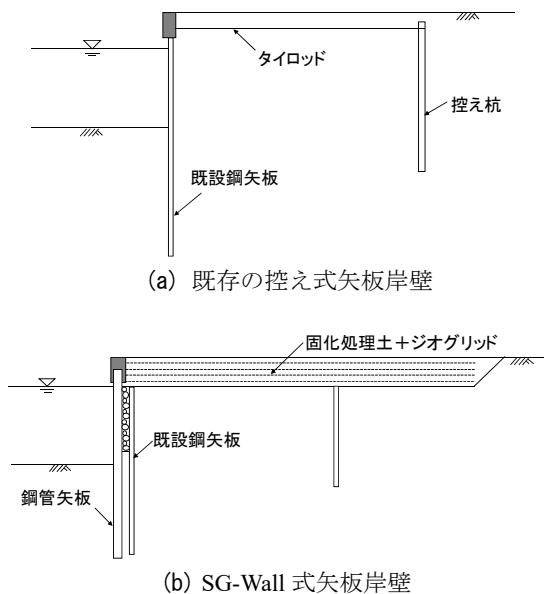 タイロッド
控え杭
既設鋼矢板
(a) 既存の控え式矢板岸壁
固化処理土＋ジオグリッド
既設鋼矢板
鋼管矢板
(b) SG-Wall 式矢板岸壁